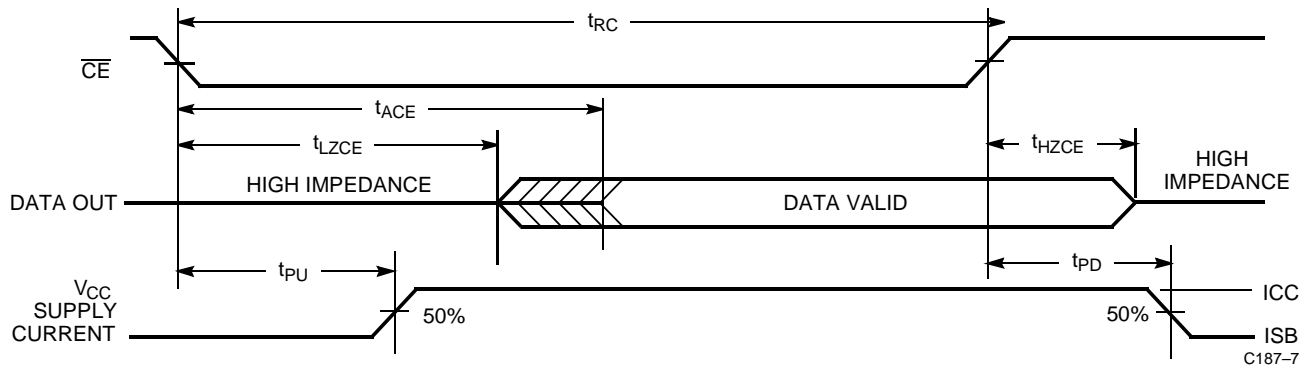 tRC
CE
tACE
tLZCE
tHZCE
HIGH IMPEDANCE
HIGH
IMPEDANCE
DATA OUT
DATA VALID
tPU
tPD
VCC
SUPPLY
CURRENT
50%
50%
ICC
ISB
C187–7